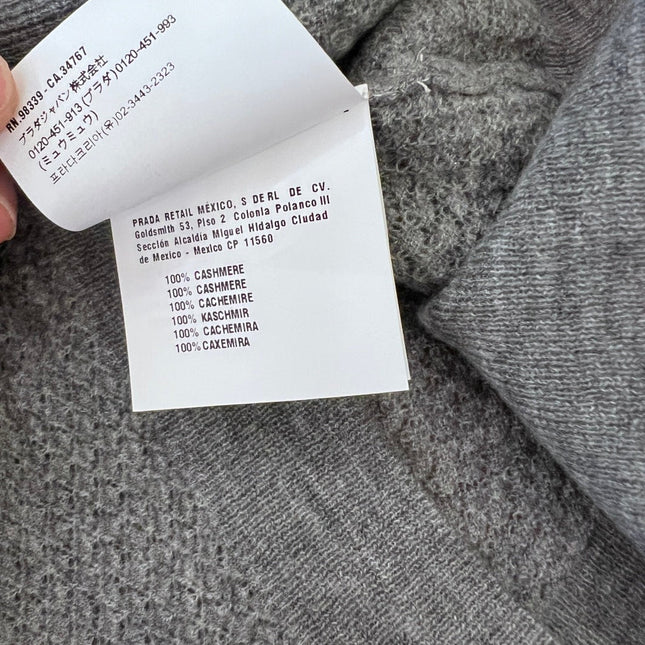 RN.98339-CA.34767
プラダジャパン株式会社
0120-451-913(プラダ)0120-451-993
(ミュウミュウ)
프라다코리아(유)02-3443-2323
PRADA RETAIL MÉXICO, S DE RL DE CV.
Goldsmith 53, Piso 2 Colonia Polanco III
Sección Alcaldía Miguel Hidalgo Ciudad
de Mexico - Mexico CP 11560
100% CASHMERE
100% CASHMERE
100% CACHEMIRE
100% KASCHMIR
100% CACHEMIRA
100% CAXEMIRA